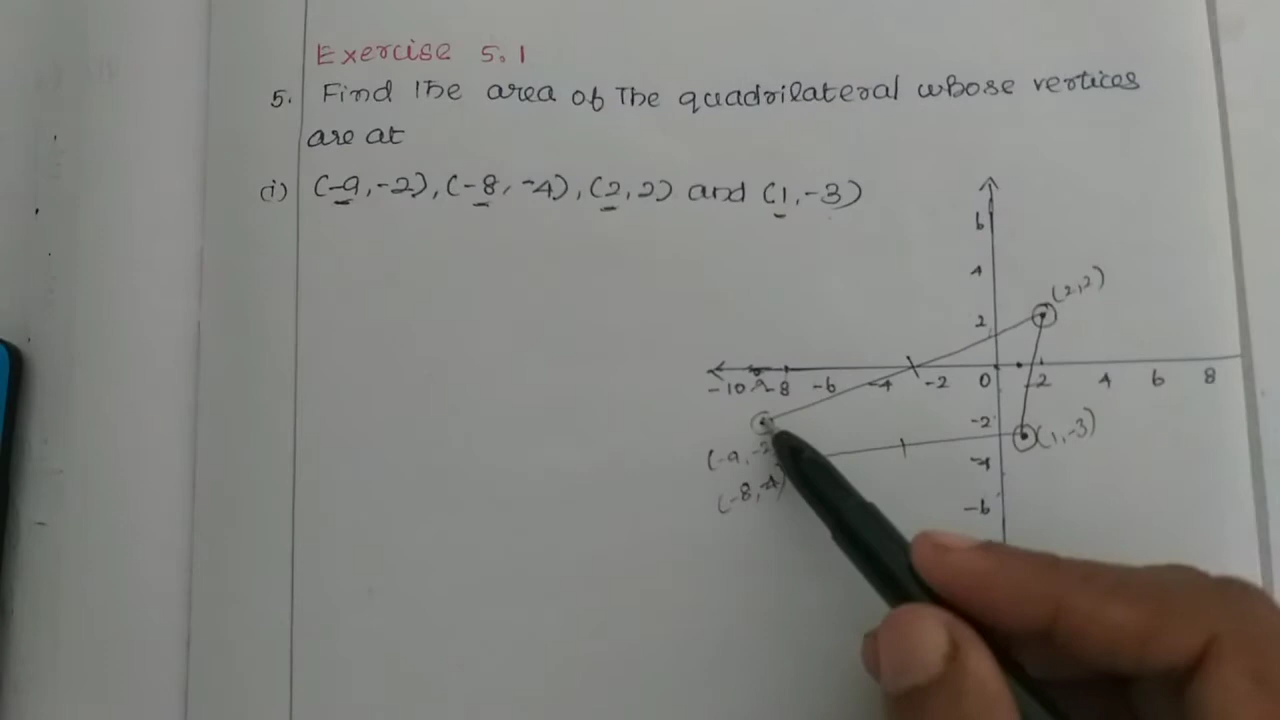 Exercise 5.1
5. Find The area of The quadrilateral whose vertices
are at
(i) (-9,-2), (-8,-4), (2,2) and (1,-3)
6
4
(2,2)
2
-10 -8 -6 -4 -2 0 2 4 6 8
-2
(1,-3)
(-9,-2
-4
(-8,-4)
-6